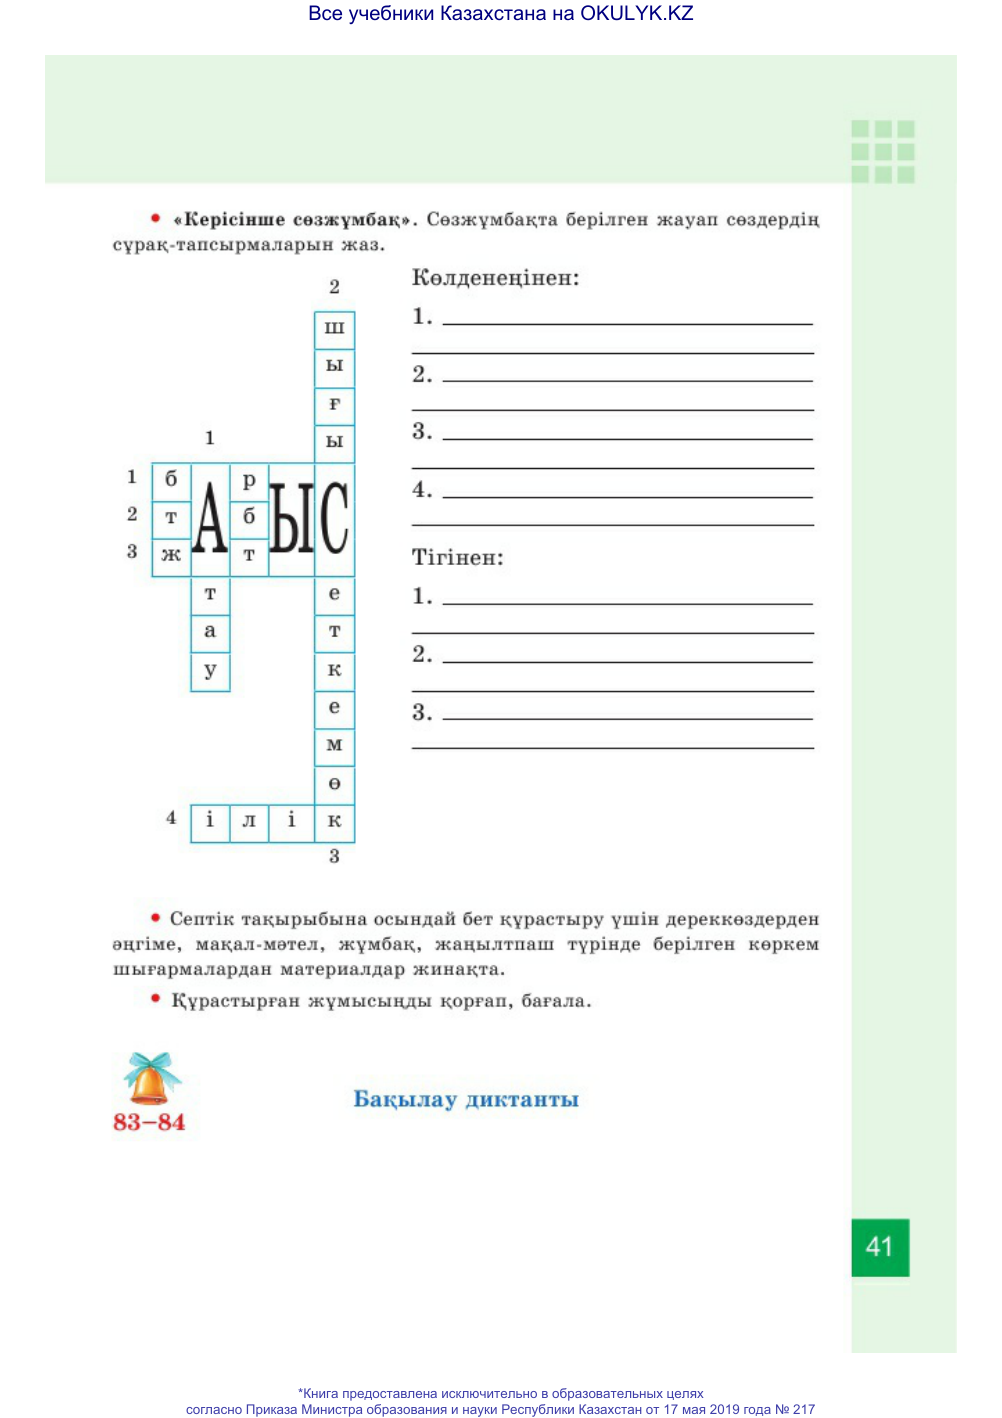 Все учебники Казахстана на OKULYK.KZ
• «Керісінше сөзжұмбақ». Сөзжұмбақта берілген жауап сөздердің
сұрақ-тапсырмаларын жаз.
2
ш
ы
ғ
ы
1
1 б А р Ы С
2 т б
3 ж т
т е
а т
у к
е
м
ө
4 і л і к
3
Көлденеңінен:
1.
2.
3.
4.
Тігінен:
1.
2.
3.
• Септік тақырыбына осындай бет құрастыру үшін дереккөздерден
әңгіме, мақал-мәтел, жұмбақ, жаңылтпаш түрінде берілген көркем
шығармалардан материалдар жинақта.
• Құрастырған жұмысыңды қорғап, бағала.
83–84
Бақылау диктанты
41
*Книга предоставлена исключительно в образовательных целях
согласно Приказа Министра образования и науки Республики Казахстан от 17 мая 2019 года № 217